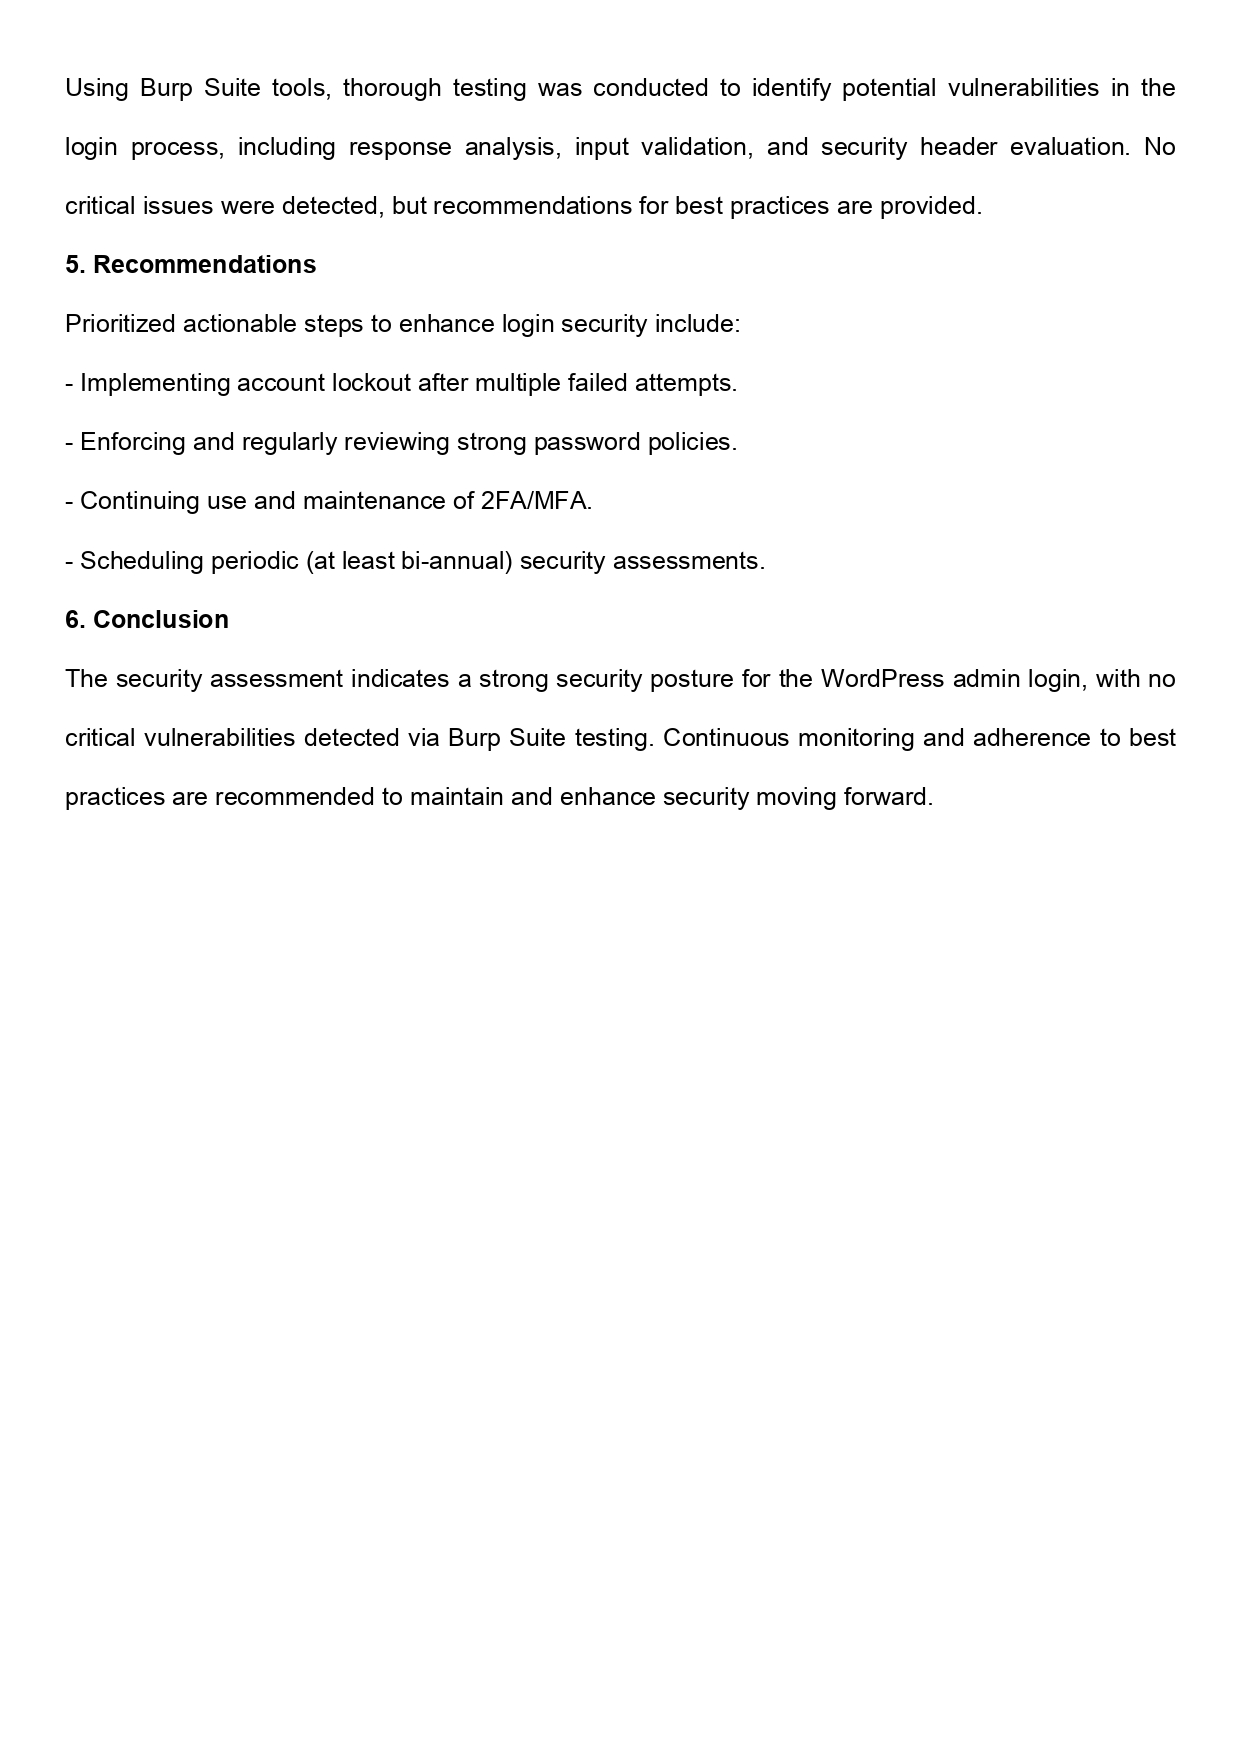 Using Burp Suite tools, thorough testing was conducted to identify potential vulnerabilities in the
login process, including response analysis, input validation, and security header evaluation. No
critical issues were detected, but recommendations for best practices are provided.
5. Recommendations
Prioritized actionable steps to enhance login security include:
- Implementing account lockout after multiple failed attempts.
- Enforcing and regularly reviewing strong password policies.
- Continuing use and maintenance of 2FA/MFA.
- Scheduling periodic (at least bi-annual) security assessments.
6. Conclusion
The security assessment indicates a strong security posture for the WordPress admin login, with no
critical vulnerabilities detected via Burp Suite testing. Continuous monitoring and adherence to best
practices are recommended to maintain and enhance security moving forward.